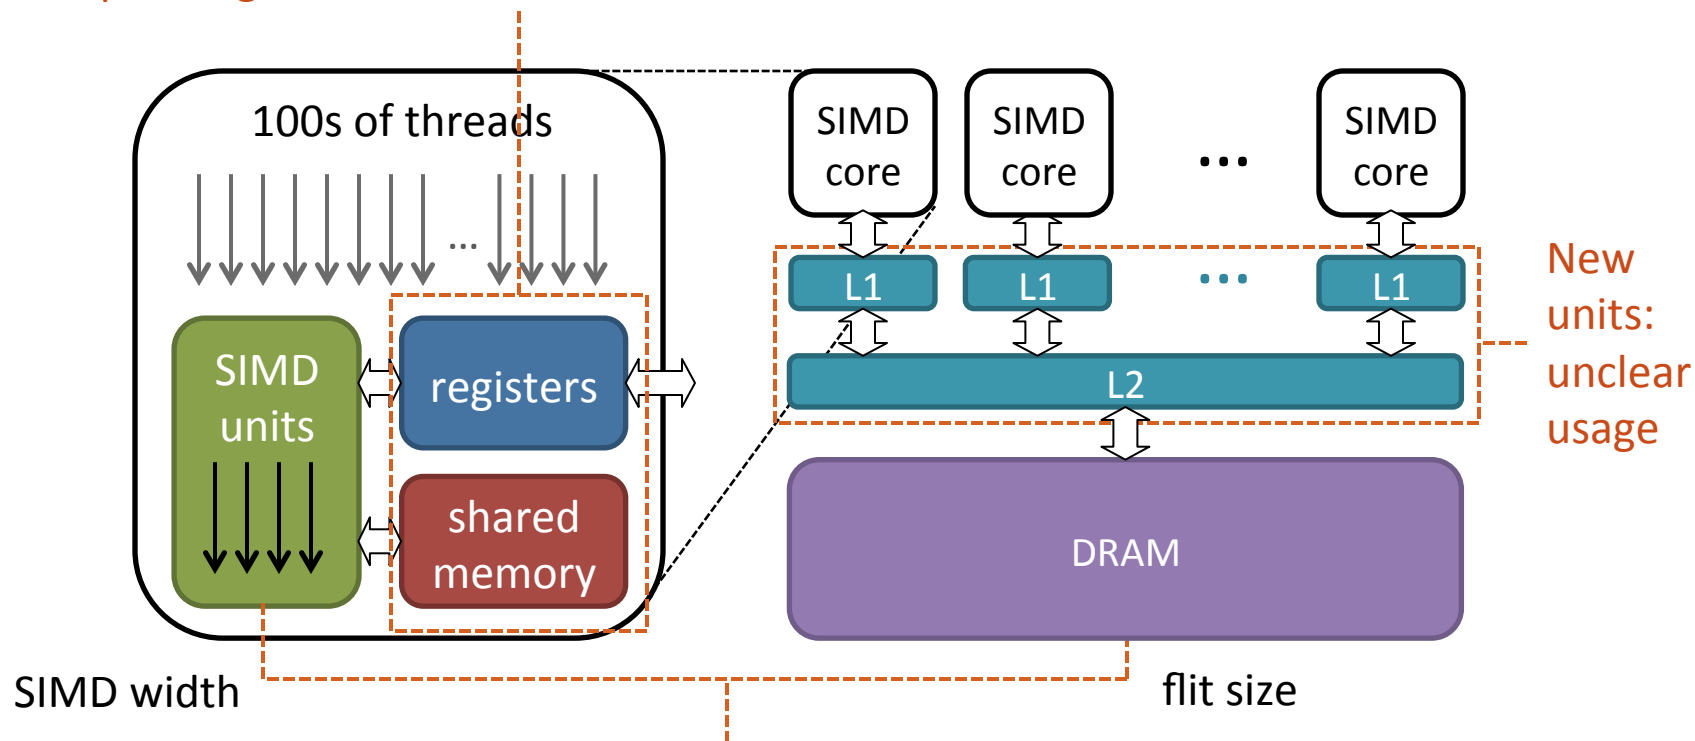 100s of threads
...
SIMD
units
registers
shared
memory
SIMD
core
SIMD
core
...
SIMD
core
L1
L1
...
L1
L2
DRAM
New
units:
unclear
usage
SIMD width
flit size